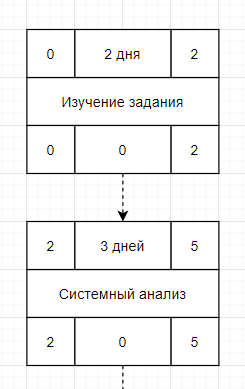 0 2 дня 2
Изучение задания
0 0 2
2 3 дней 5
Системный анализ
2 0 5